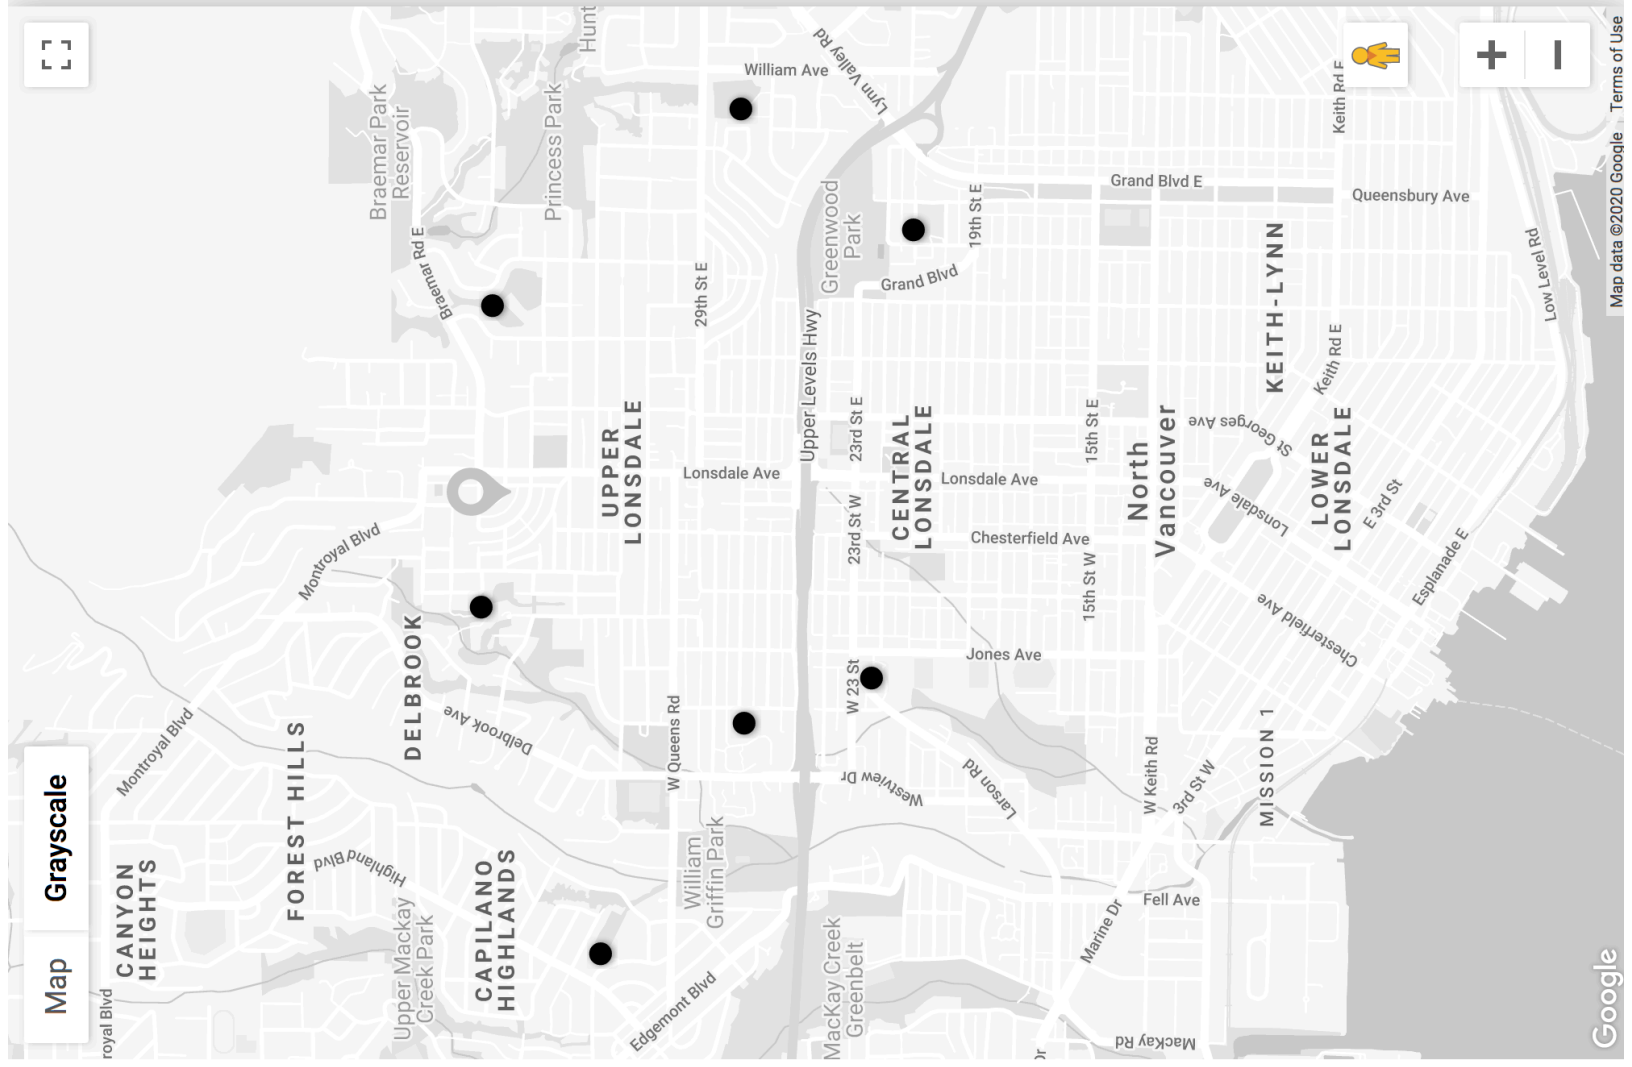 Map
Grayscale
royal Blvd
CANYON
HEIGHTS
Montroyal Blvd
FOREST HILLS
Montroyal Blvd
Highland Blvd
Braemar Park
Reservoir
Upper Mackay
Creek Park
DELBROOK
Braemar Rd E
Delbrook Ave
CAPILANO
HIGHLANDS
Princess Park
Hunt
UPPER
LONSDALE
Edgemont Blvd
W Queens Rd
29th St E
William
Griffin Park
Lonsdale Ave
William Ave
Upper Levels Hwy
Lynn Valley Rd
Greenwood
Park
MacKay Creek
Greenbelt
W 23 St
23rd St W
23rd St E
Westview Dr
CENTRAL
LONSDALE
Grand Blvd
19th St E
Larson Rd
Jones Ave
Chesterfield Ave
Lonsdale Ave
15th St W
15th St E
Marine Dr
MacKay Rd
Fell Ave
W Keith Rd
North
Vancouver
Grand Blvd E
3rd St W
St Georges Ave
Lonsdale Ave
MISSION 1
KEITH-LYNN
Chesterfield Ave
LOWER
LONSDALE
Keith Rd E
Keith Rd E
E 3rd St
Queensbury Ave
Esplanade E
Low Level Rd
Google
Map data ©2020 Google
Terms of Use